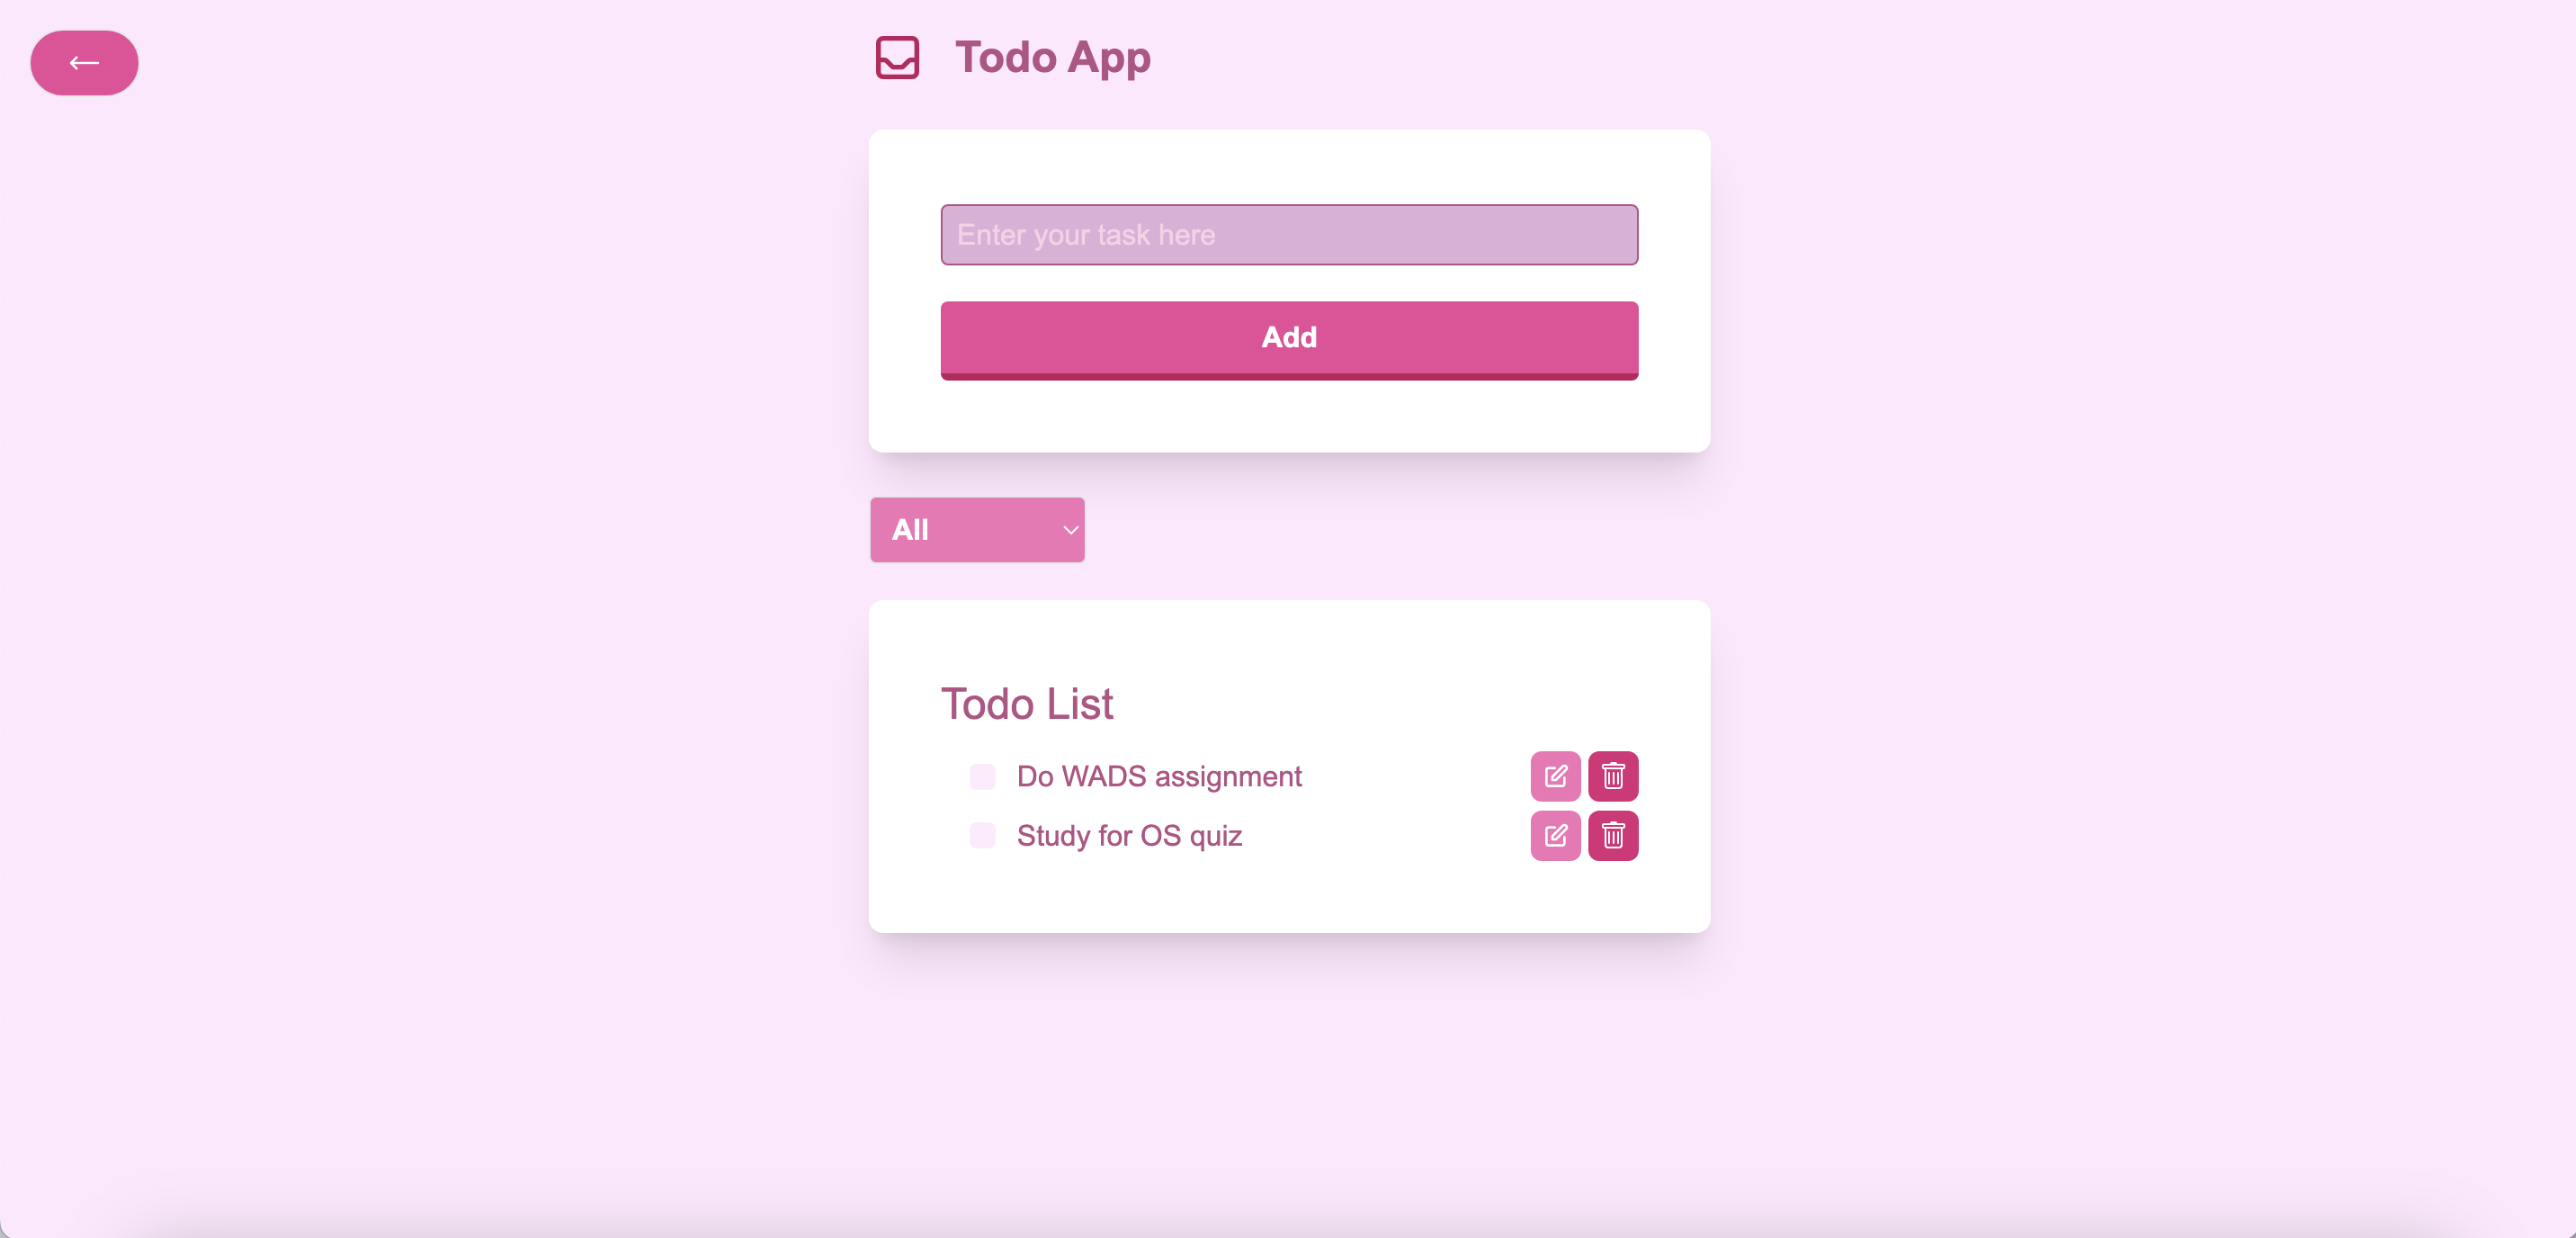 Todo App
Enter your task here
Add
All
Todo List
Do WADS assignment
Study for OS quiz